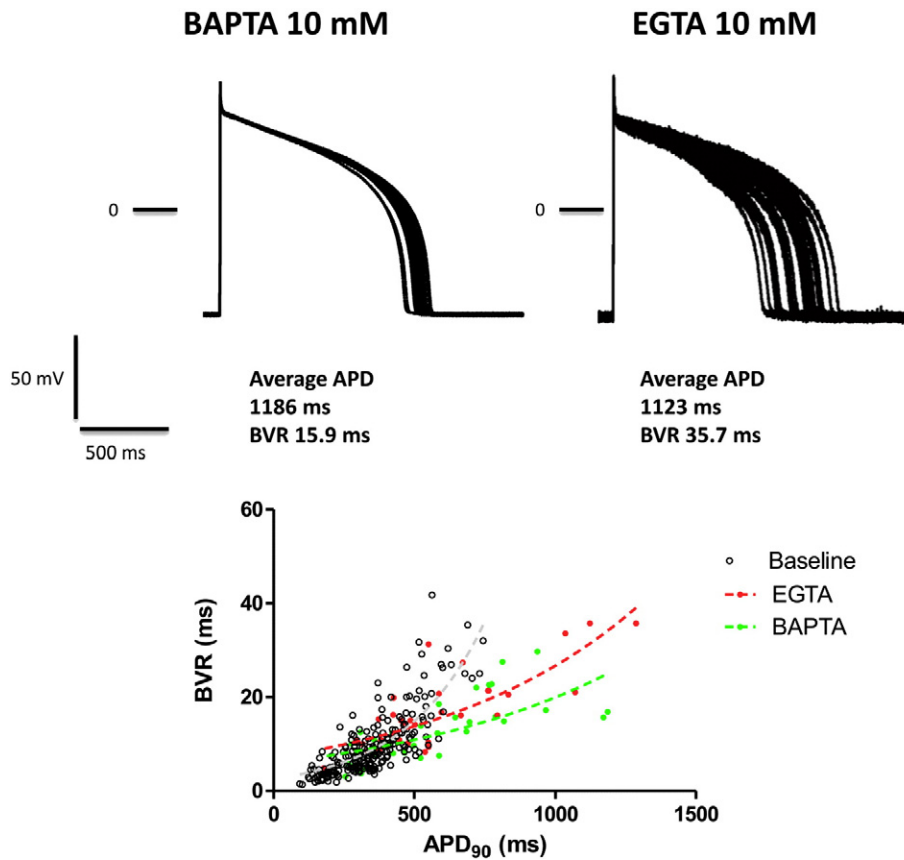 BAPTA 10 mM
EGTA 10 mM
0
0
50 mV
500 ms
Average APD
1186 ms
BVR 15.9 ms
Average APD
1123 ms
BVR 35.7 ms
60
40
20
0
BVR (ms)
0
500
1000
1500
APD90 (ms)
Baseline
EGTA
BAPTA